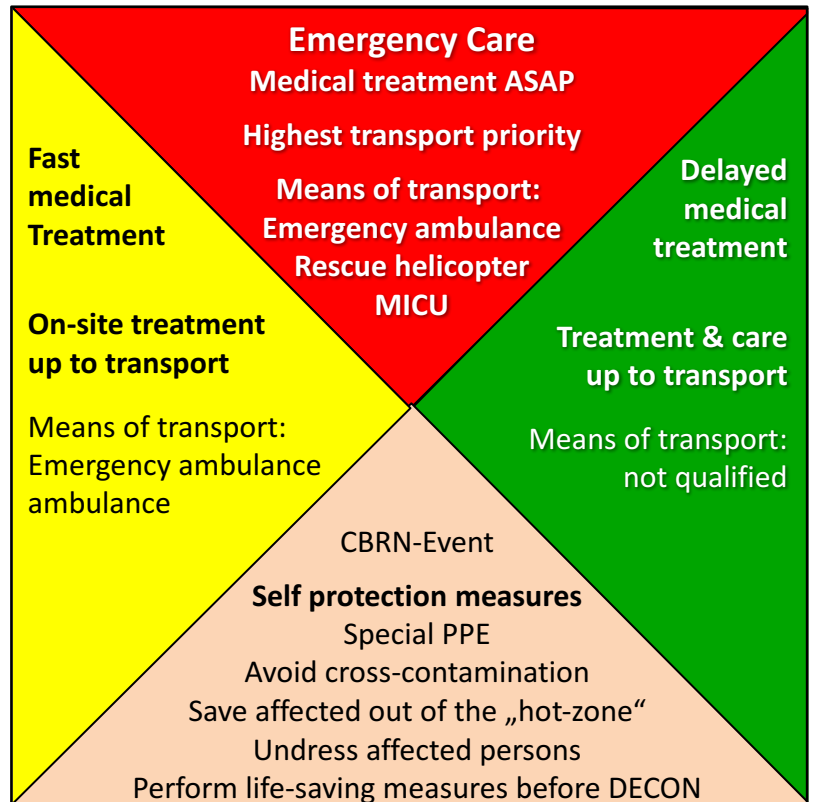 Emergency Care
Medical treatment ASAP
Highest transport priority
Means of transport:
Emergency ambulance
Rescue helicopter
MICU
Fast
medical
Treatment
On-site treatment
up to transport
Means of transport:
Emergency ambulance
ambulance
Delayed
medical
treatment
Treatment & care
up to transport
Means of transport:
not qualified
CBRN-Event
Self protection measures
Special PPE
Avoid cross-contamination
Save affected out of the „hot-zone“
Undress affected persons
Perform life-saving measures before DECON